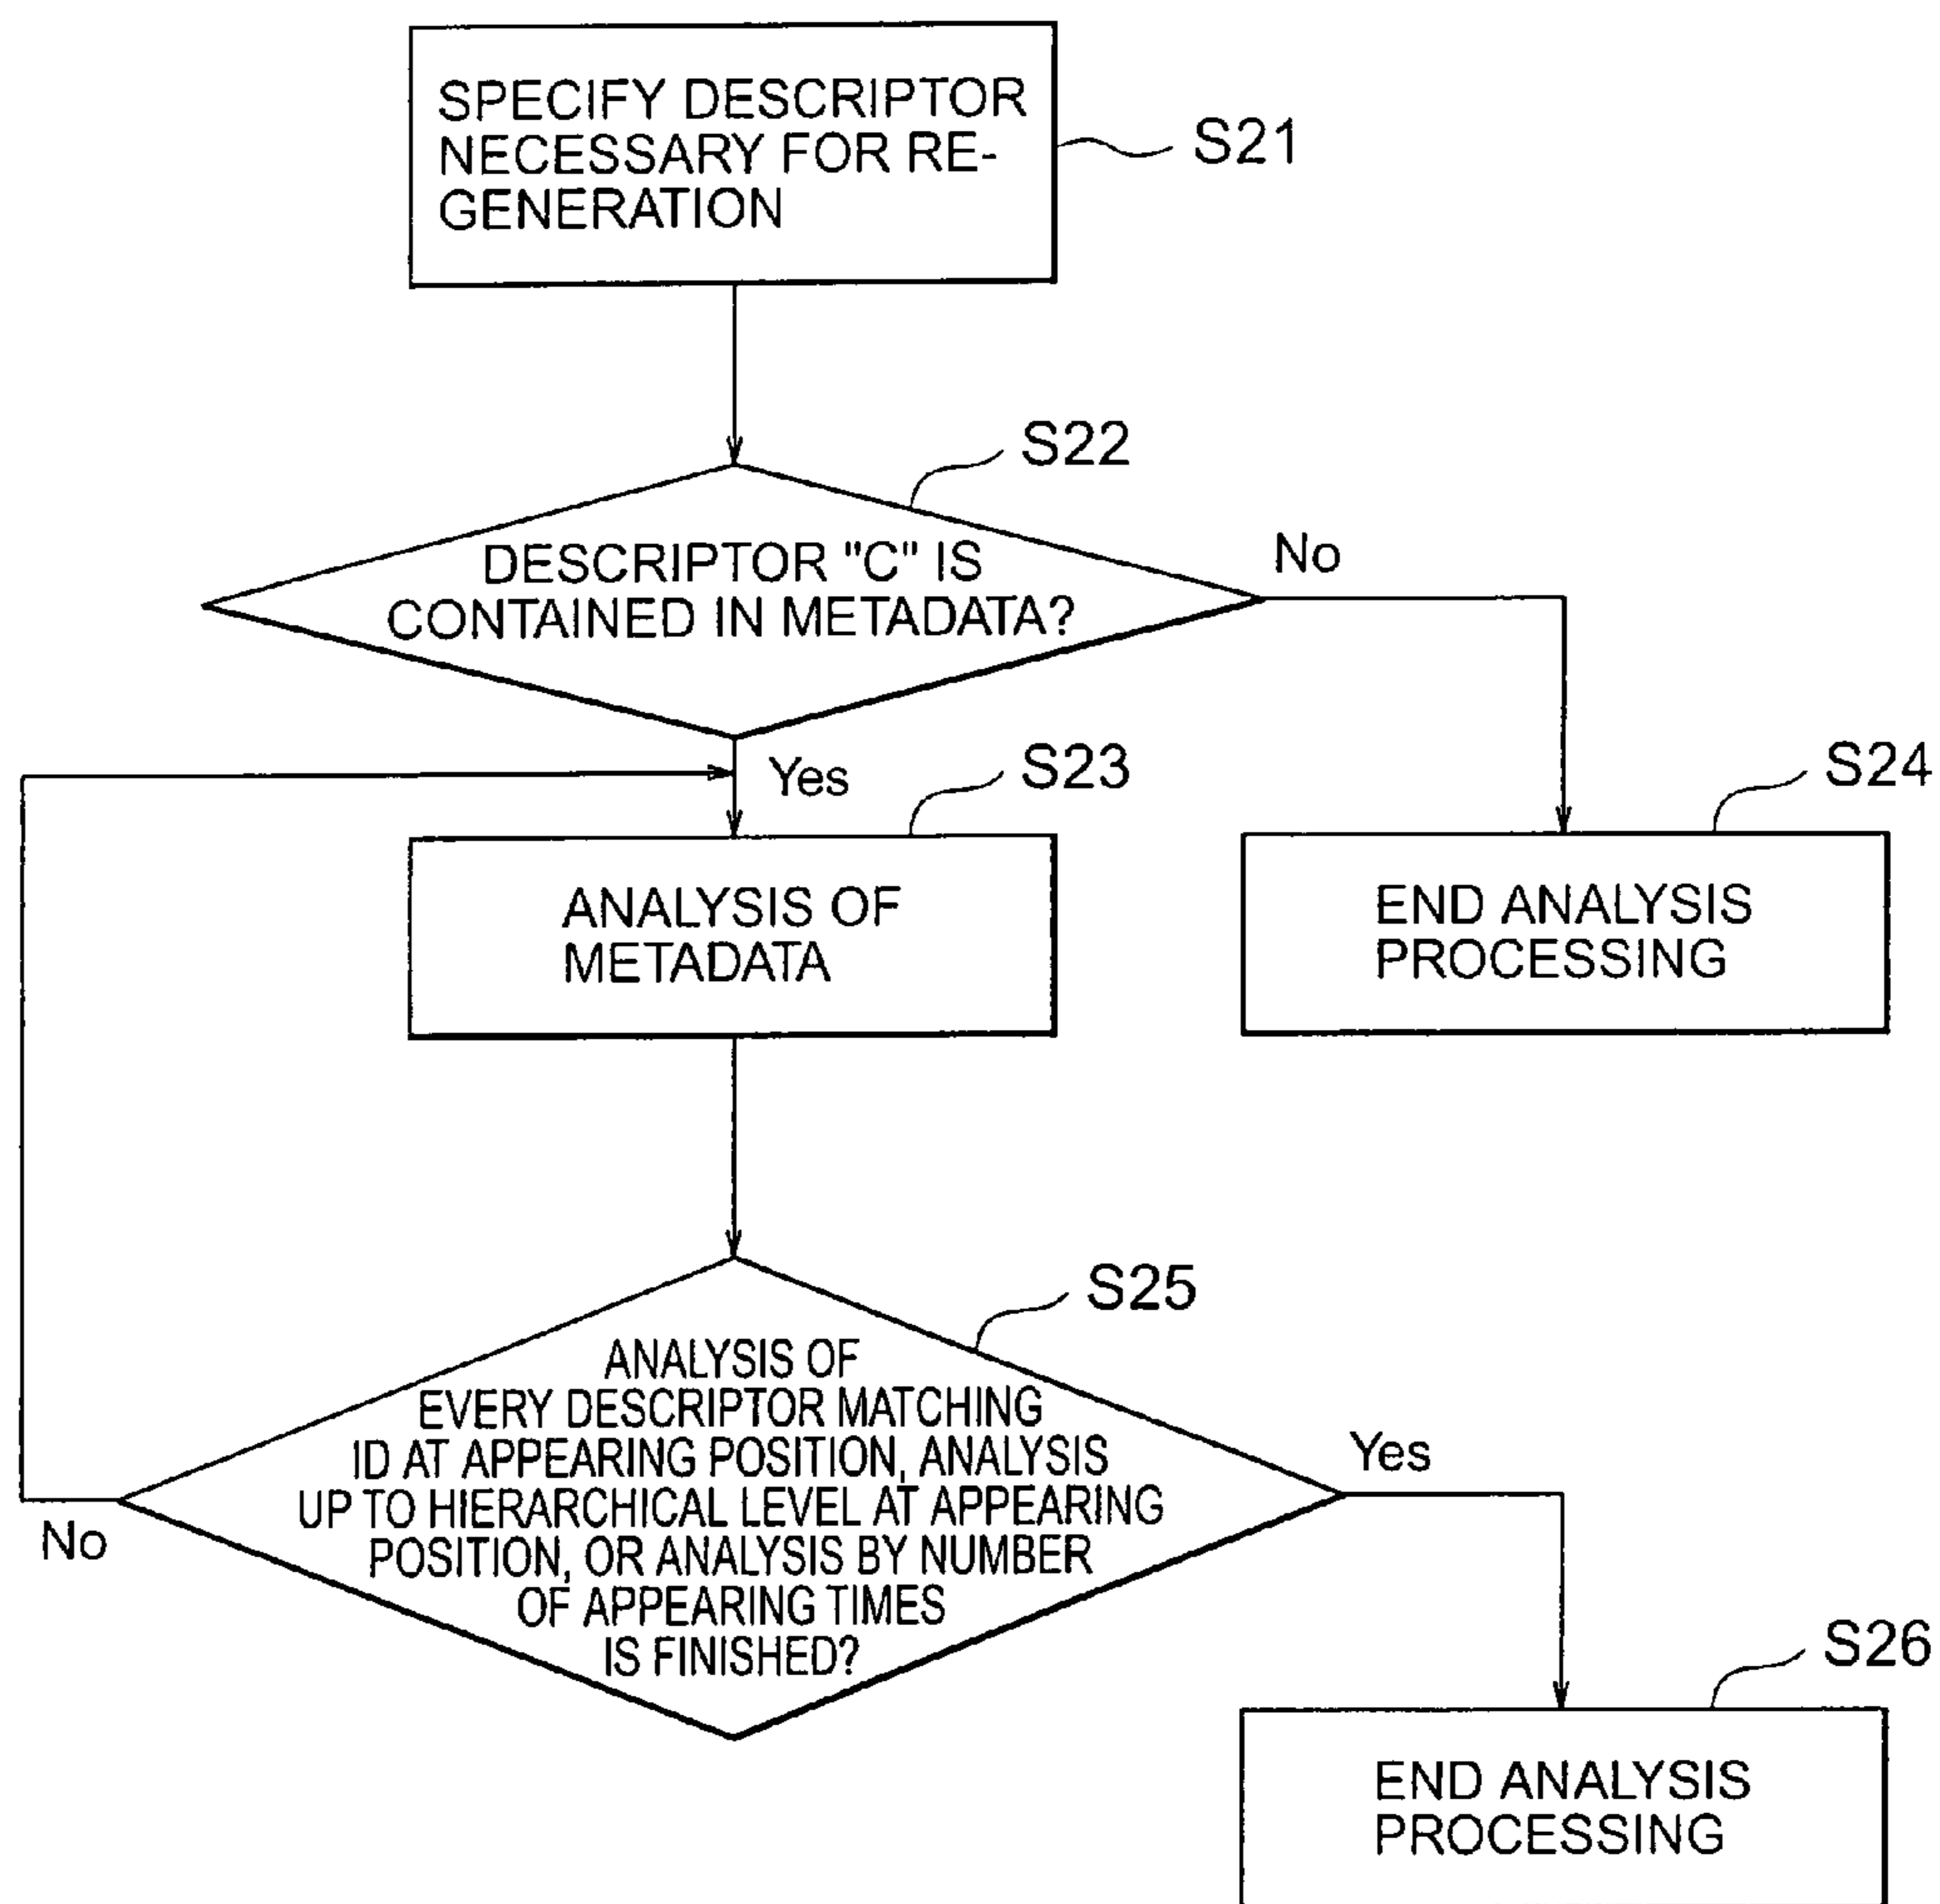 SPECIFY DESCRIPTOR
NECESSARY FOR RE-
GENERATION
S21
S22
DESCRIPTOR "C" IS
CONTAINED IN METADATA?
No
Yes
S23
S24
ANALYSIS OF
METADATA
END ANALYSIS
PROCESSING
S25
ANALYSIS OF
EVERY DESCRIPTOR MATCHING
ID AT APPEARING POSITION, ANALYSIS
UP TO HIERARCHICAL LEVEL AT APPEARING
POSITION, OR ANALYSIS BY NUMBER
OF APPEARING TIMES
IS FINISHED?
Yes
No
S26
END ANALYSIS
PROCESSING